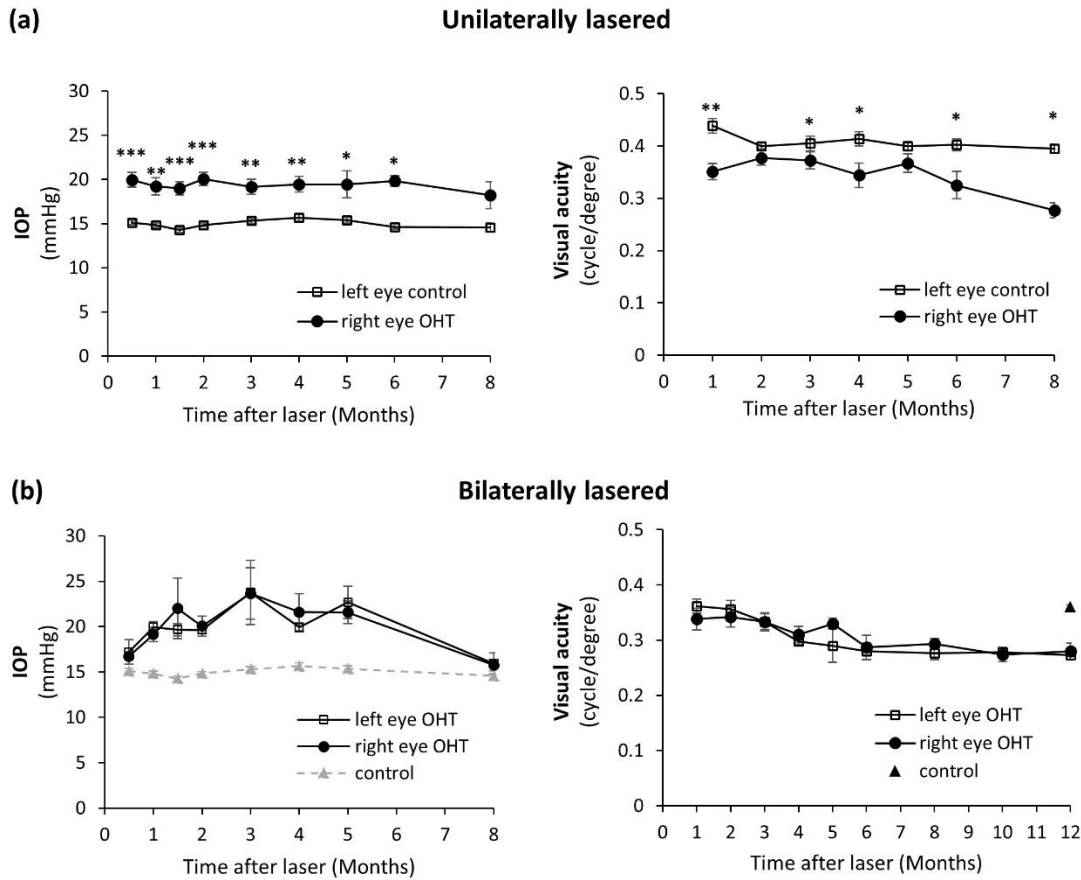 (a)
Unilaterally lasered
30
25
20
15
10
5
0
IOP
(mmHg)
***
**
***
***
**
**
*
*
left eye control
right eye OHT
0 1 2 3 4 5 6 8
Time after laser (Months)
0.5
0.4
0.3
0.2
0.1
0
Visual acuity
(cycle/degree)
**
*
*
*
*
left eye control
right eye OHT
0 1 2 3 4 5 6 8
Time after laser (Months)
(b)
Bilaterally lasered
30
25
20
15
10
5
0
IOP
(mmHg)
left eye OHT
right eye OHT
control
0 1 2 3 4 5 8
Time after laser (Months)
0.5
0.4
0.3
0.2
0.1
0
Visual acuity
(cycle/degree)
left eye OHT
right eye OHT
control
0 1 2 3 4 5 6 7 8 9 10 11 12
Time after laser (Months)